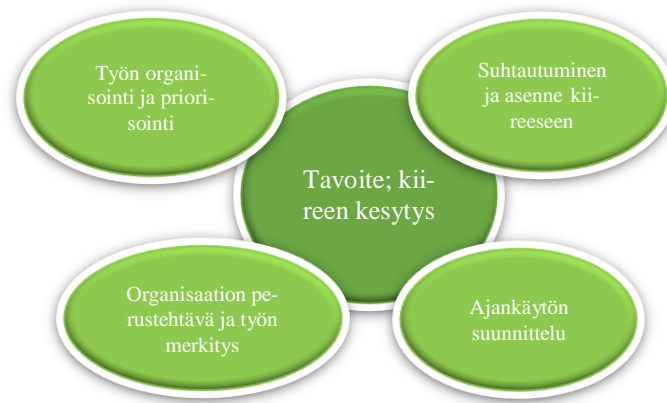 Työn organi-
sointi ja priori-
sointi
Suhtautuminen
ja asenne kii-
reeseen
Tavoite; kii-
reen kesytys
Organisaation pe-
rustehtävä ja työn
merkitys
Ajankäytön
suunnittelu